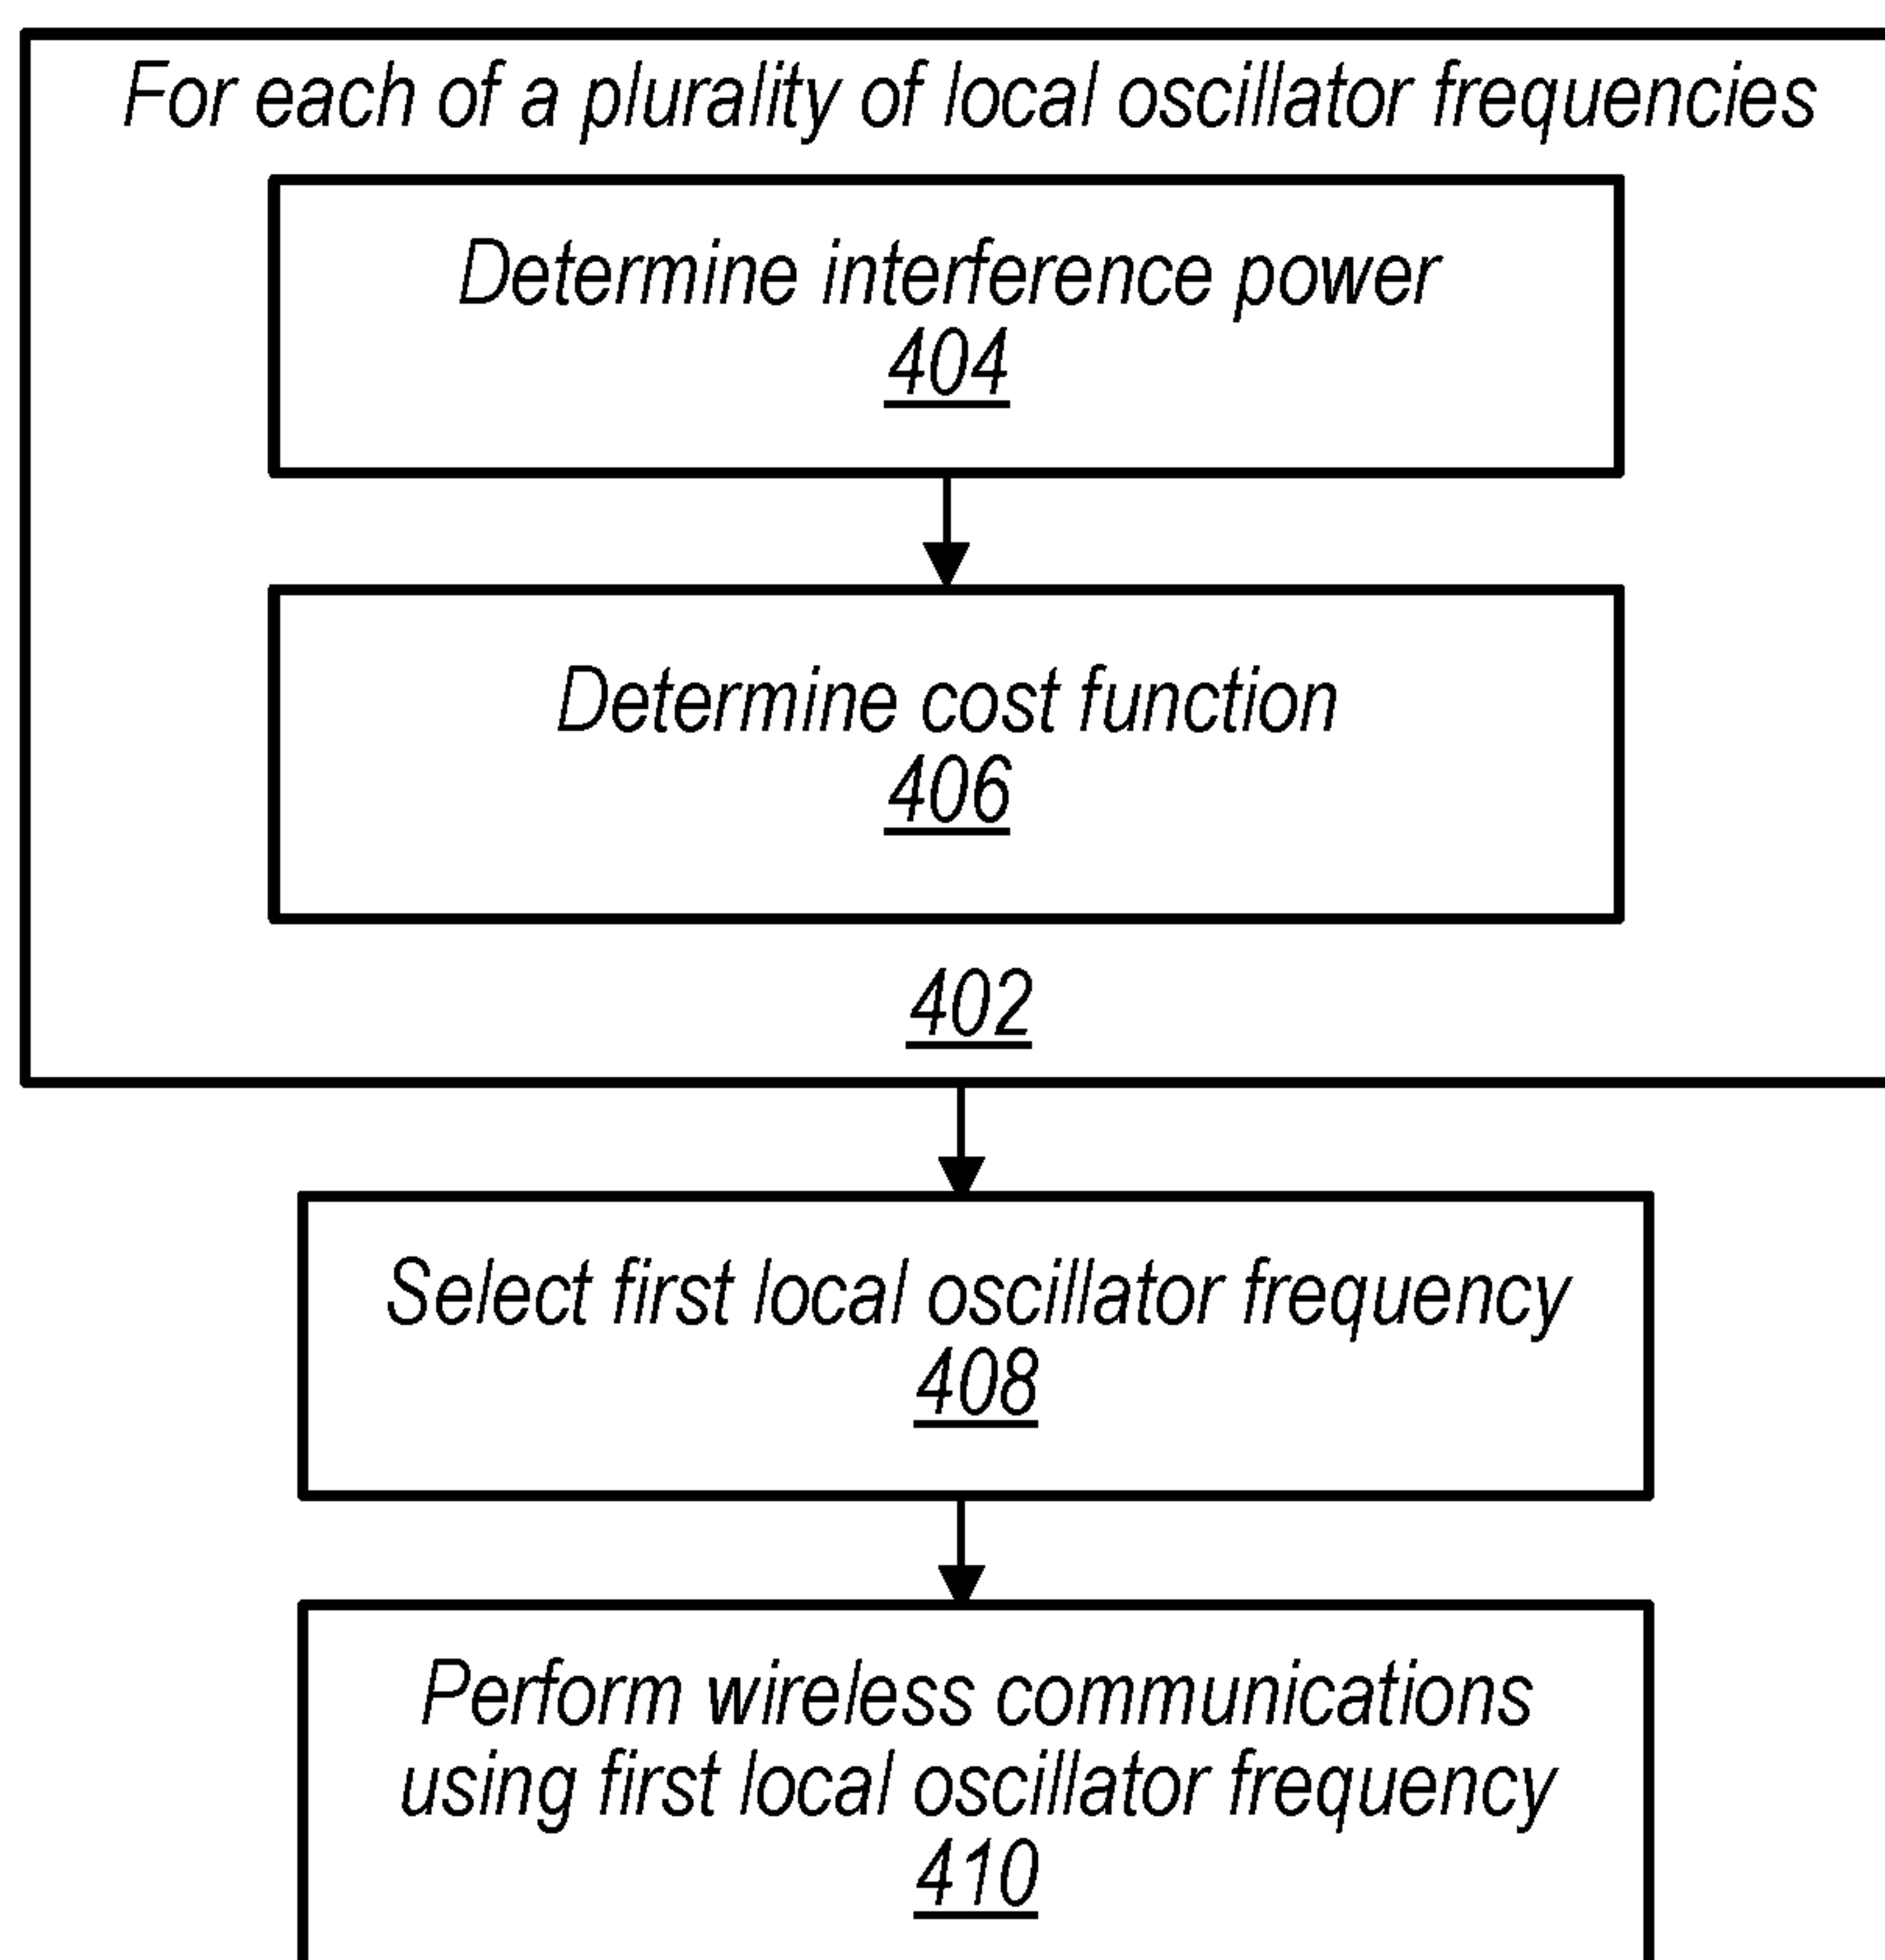 For each of a plurality of local oscillator frequencies
Determine interference power
404
Determine cost function
406
402
Select first local oscillator frequency
408
Perform wireless communications
using first local oscillator frequency
410